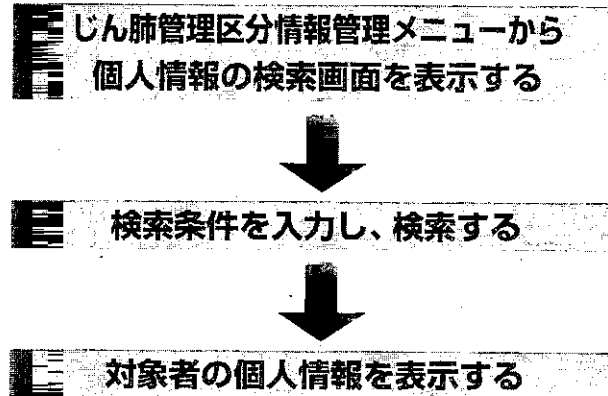 じん肺管理区分情報管理メニューから
個人情報の検索画面を表示する
検索条件を入力し、検索する
対象者の個人情報を表示する